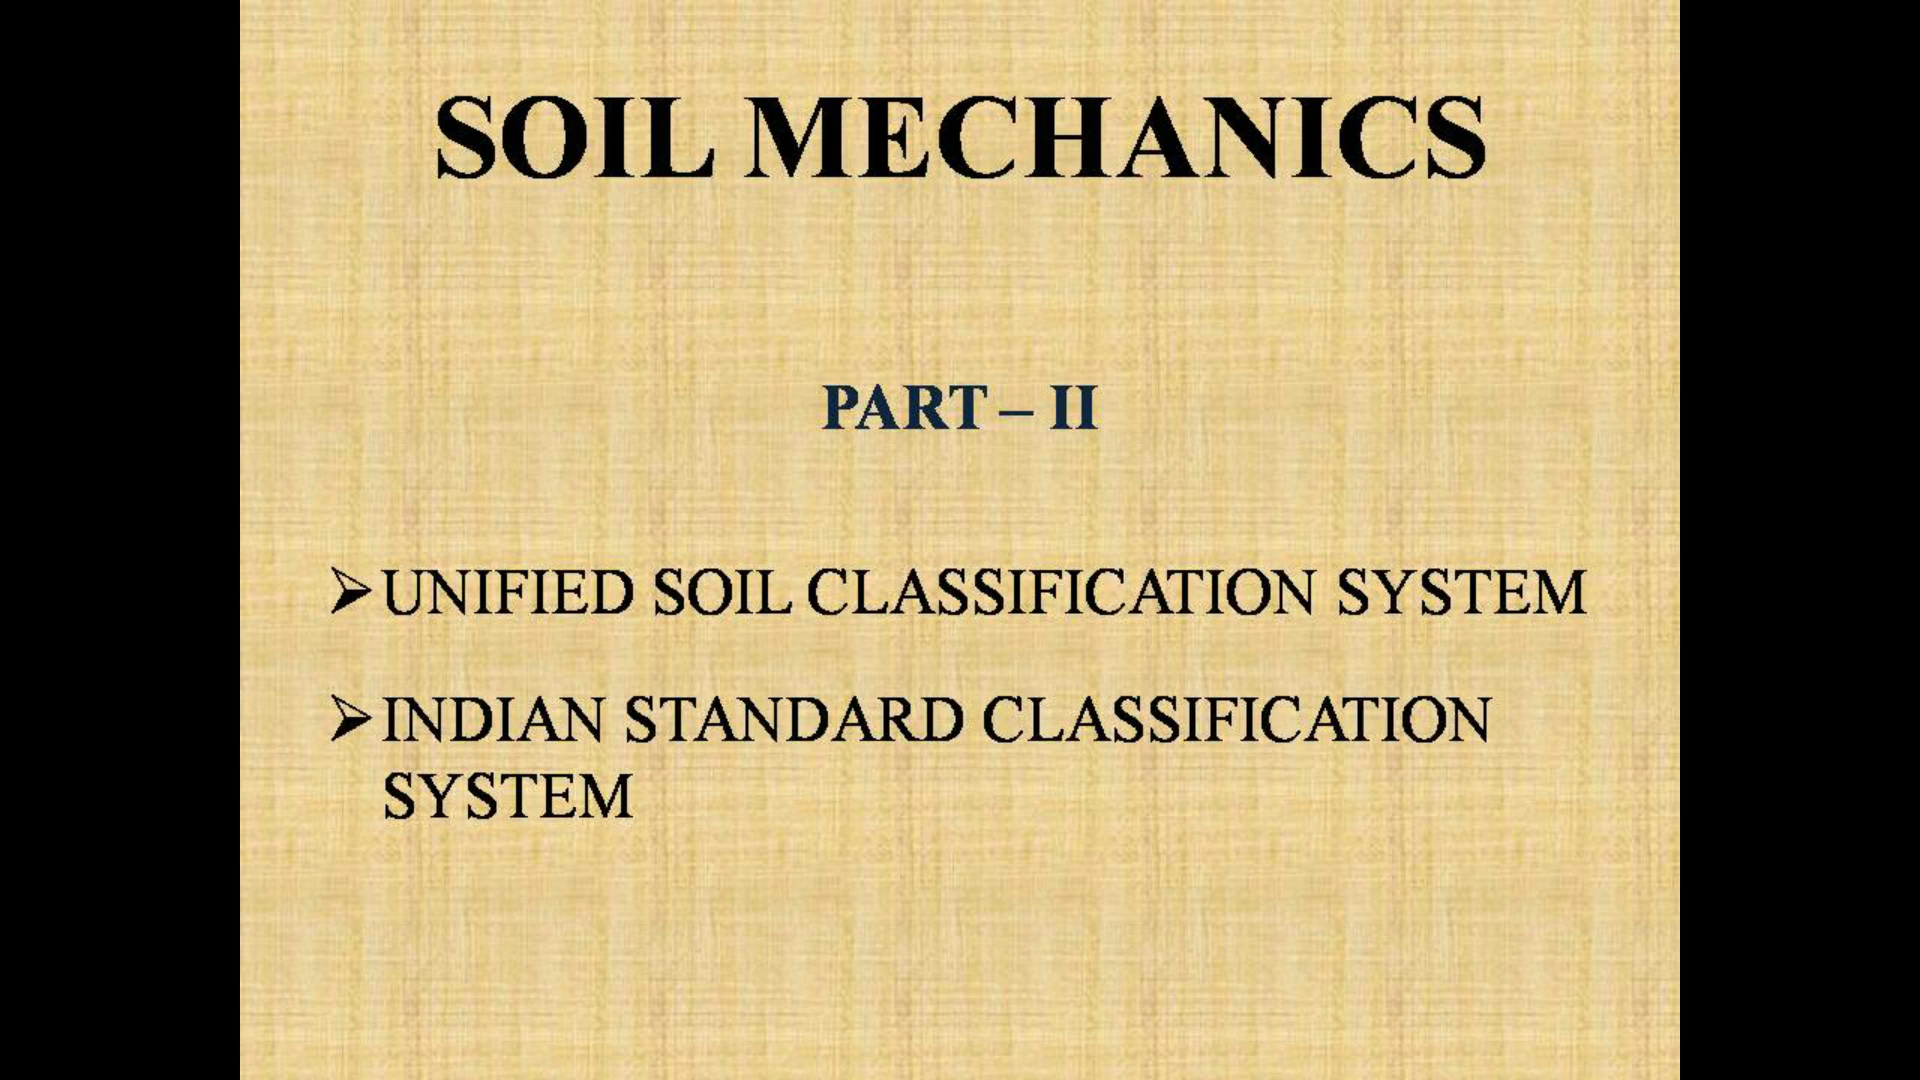 SOIL MECHANICS
PART – II
➢UNIFIED SOIL CLASSIFICATION SYSTEM
➢INDIAN STANDARD CLASSIFICATION
SYSTEM